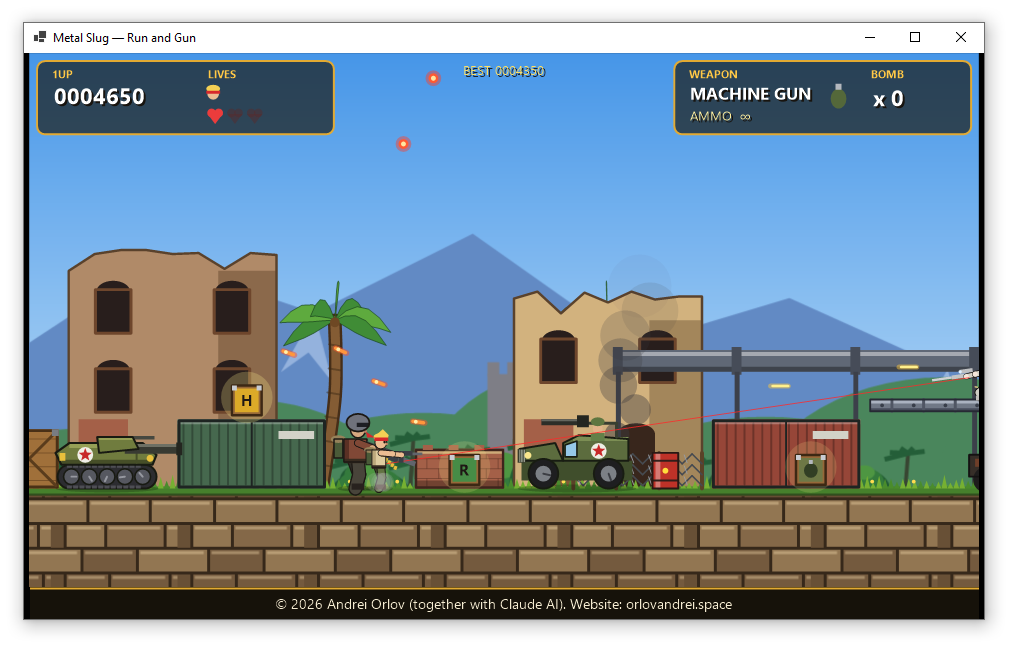 Metal Slug — Run and Gun
1UP
LIVES
0004650
BEST 0004350
WEAPON
BOMB
MACHINE GUN
x 0
AMMO ∞
H
R
© 2026 Andrei Orlov (together with Claude AI). Website: orlovandrei.space